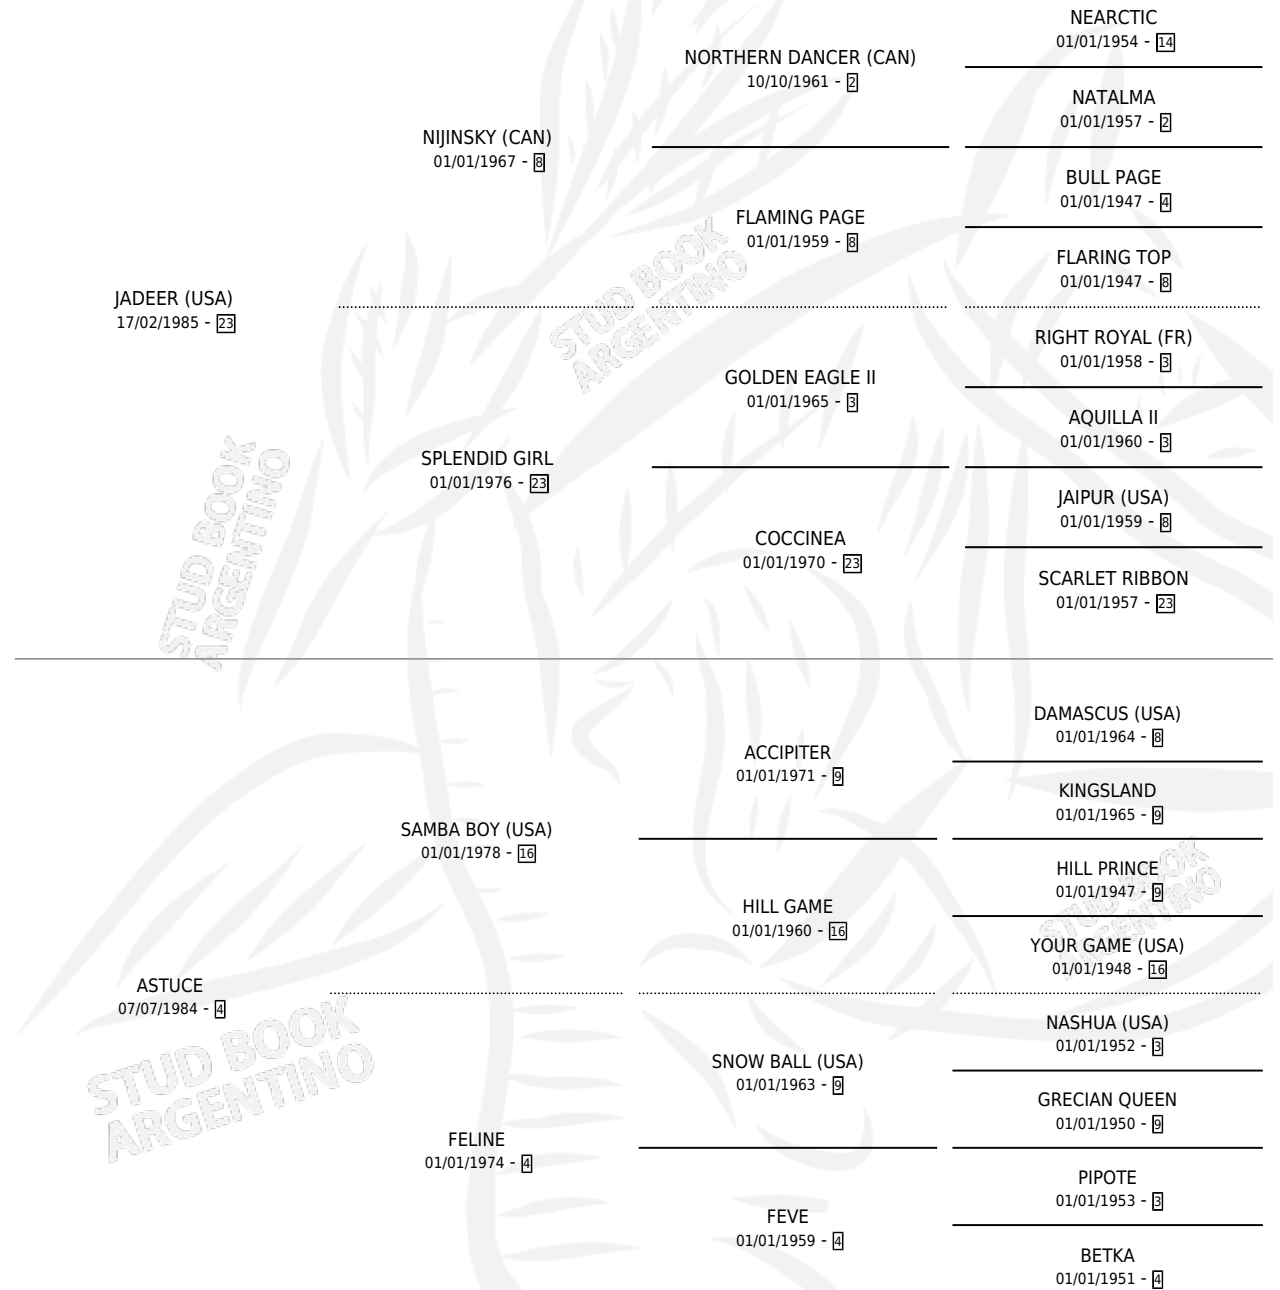 NEARCTIC
01/01/1954 - 14
NORTHERN DANCER (CAN)
10/10/1961 - 2
NATALMA
01/01/1957 - 2
NIJINSKY (CAN)
01/01/1967 - 8
BULL PAGE
01/01/1947 - 4
FLAMING PAGE
01/01/1959 - 8
FLARING TOP
01/01/1947 - 8
JADEER (USA)
17/02/1985 - 23
RIGHT ROYAL (FR)
01/01/1958 - 3
GOLDEN EAGLE II
01/01/1965 - 3
AQUILLA II
01/01/1960 - 3
SPLENDID GIRL
01/01/1976 - 23
JAIPUR (USA)
01/01/1959 - 8
COCCINEA
01/01/1970 - 23
SCARLET RIBBON
01/01/1957 - 23
DAMASCUS (USA)
01/01/1964 - 8
ACCIPITER
01/01/1971 - 9
KINGSLAND
01/01/1965 - 9
SAMBA BOY (USA)
01/01/1978 - 16
HILL PRINCE
01/01/1947 - 9
HILL GAME
01/01/1960 - 16
YOUR GAME (USA)
01/01/1948 - 16
ASTUCE
07/07/1984 - 4
NASHUA (USA)
01/01/1952 - 3
SNOW BALL (USA)
01/01/1963 - 9
GRECIAN QUEEN
01/01/1950 - 9
FELINE
01/01/1974 - 4
PIPOTE
01/01/1953 - 3
FEVE
01/01/1959 - 4
BETKA
01/01/1951 - 4
STUD BOOK
ARGENTINO
STUD BOOK
ARGENTINO
STUD BOOK
ARGENTINO
STUD BOOK
ARGENTINO